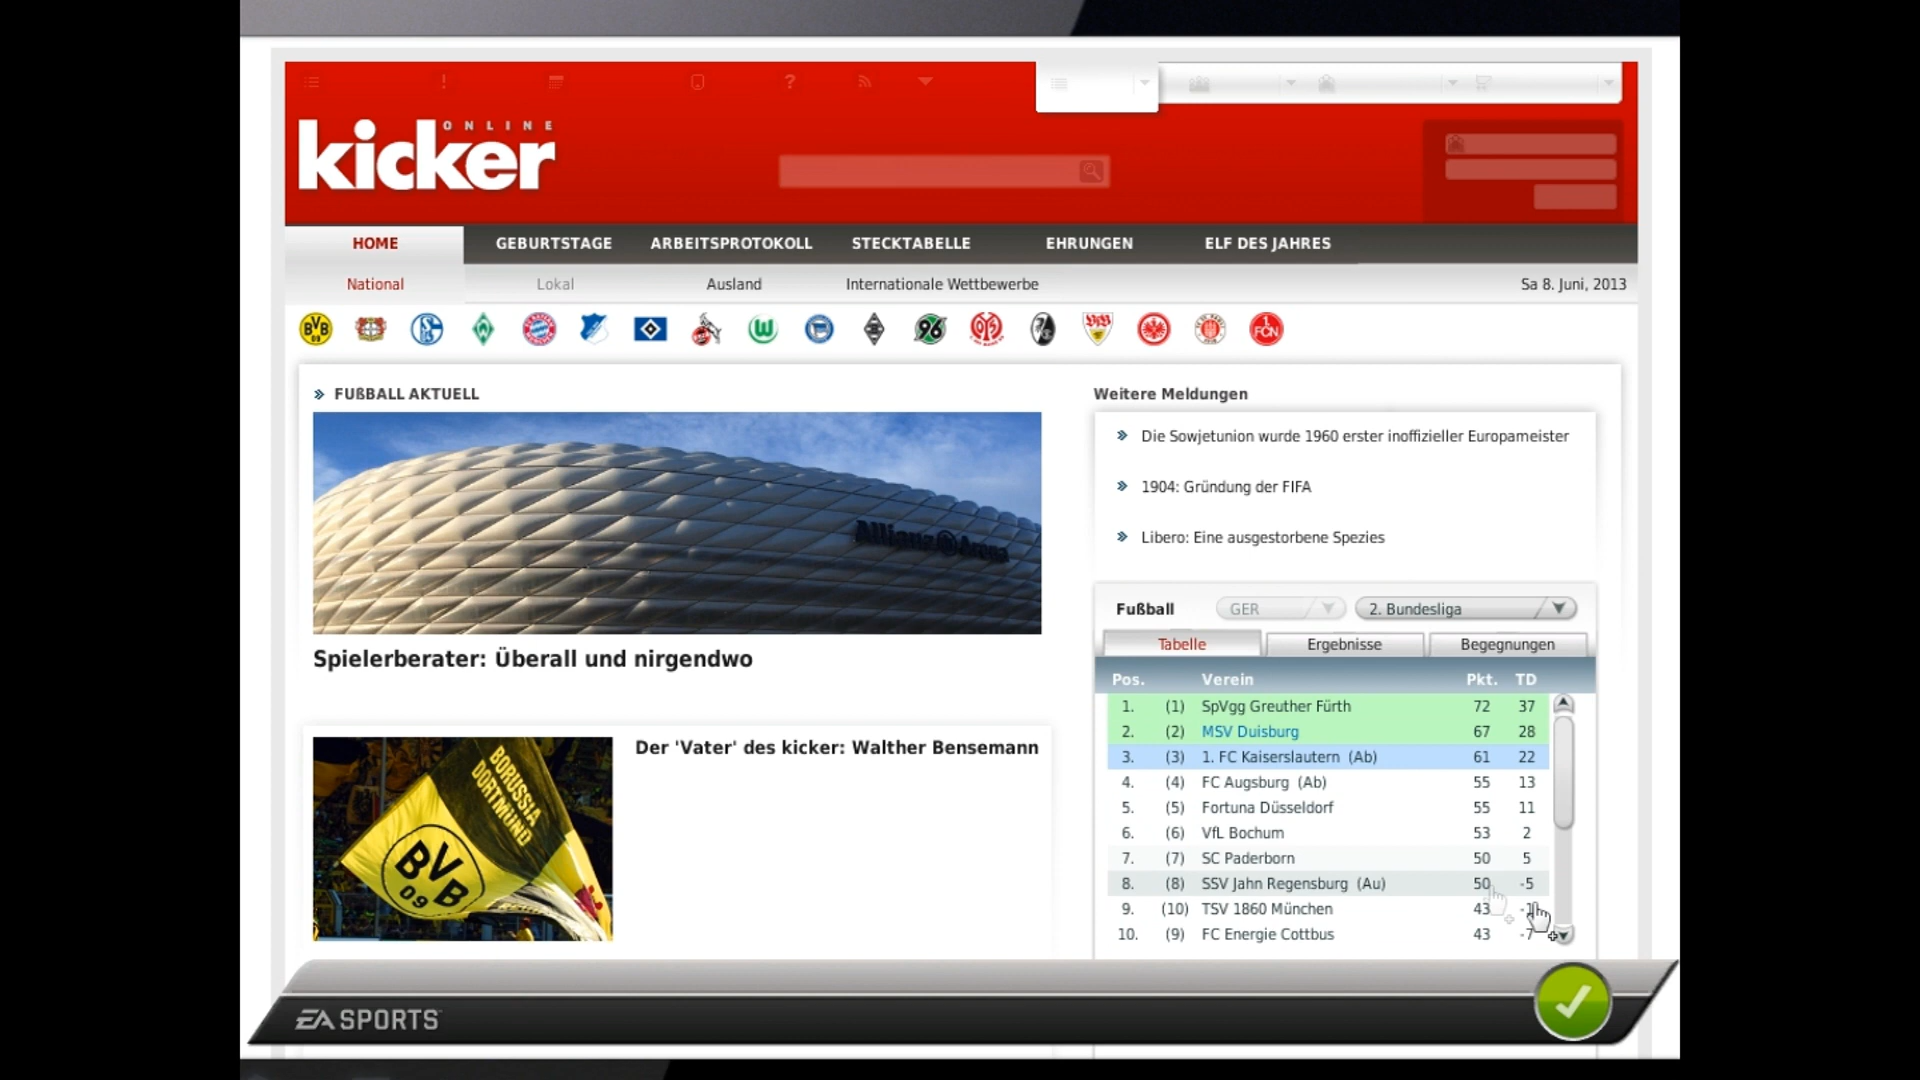 ONLINE
kicker
HOME
GEBURTSTAGE
ARBEITSPROTOKOLL
STECKTABELLE
EHRUNGEN
ELF DES JAHRES
National
Lokal
Ausland
Internationale Wettbewerbe
Sa 8. Juni, 2013
FUßBALL AKTUELL
Allianz Arena
Spielerberater: Überall und nirgendwo
BORUSSIA
DORTMUND
BVB
09
Der 'Vater' des kicker: Walther Bensemann
Weitere Meldungen
Die Sowjetunion wurde 1960 erster inoffizieller Europameister
1904: Gründung der FIFA
Libero: Eine ausgestorbene Spezies
Fußball GER 2. Bundesliga
Tabelle Ergebnisse Begegnungen
Pos. Verein Pkt. TD
1. (1) SpVgg Greuther Fürth 72 37
2. (2) MSV Duisburg 67 28
3. (3) 1. FC Kaiserslautern (Ab) 61 22
4. (4) FC Augsburg (Ab) 55 13
5. (5) Fortuna Düsseldorf 55 11
6. (6) VfL Bochum 53 2
7. (7) SC Paderborn 50 5
8. (8) SSV Jahn Regensburg (Au) 50 -5
9. (10) TSV 1860 München 43
10. (9) FC Energie Cottbus 43 -7
EA SPORTS